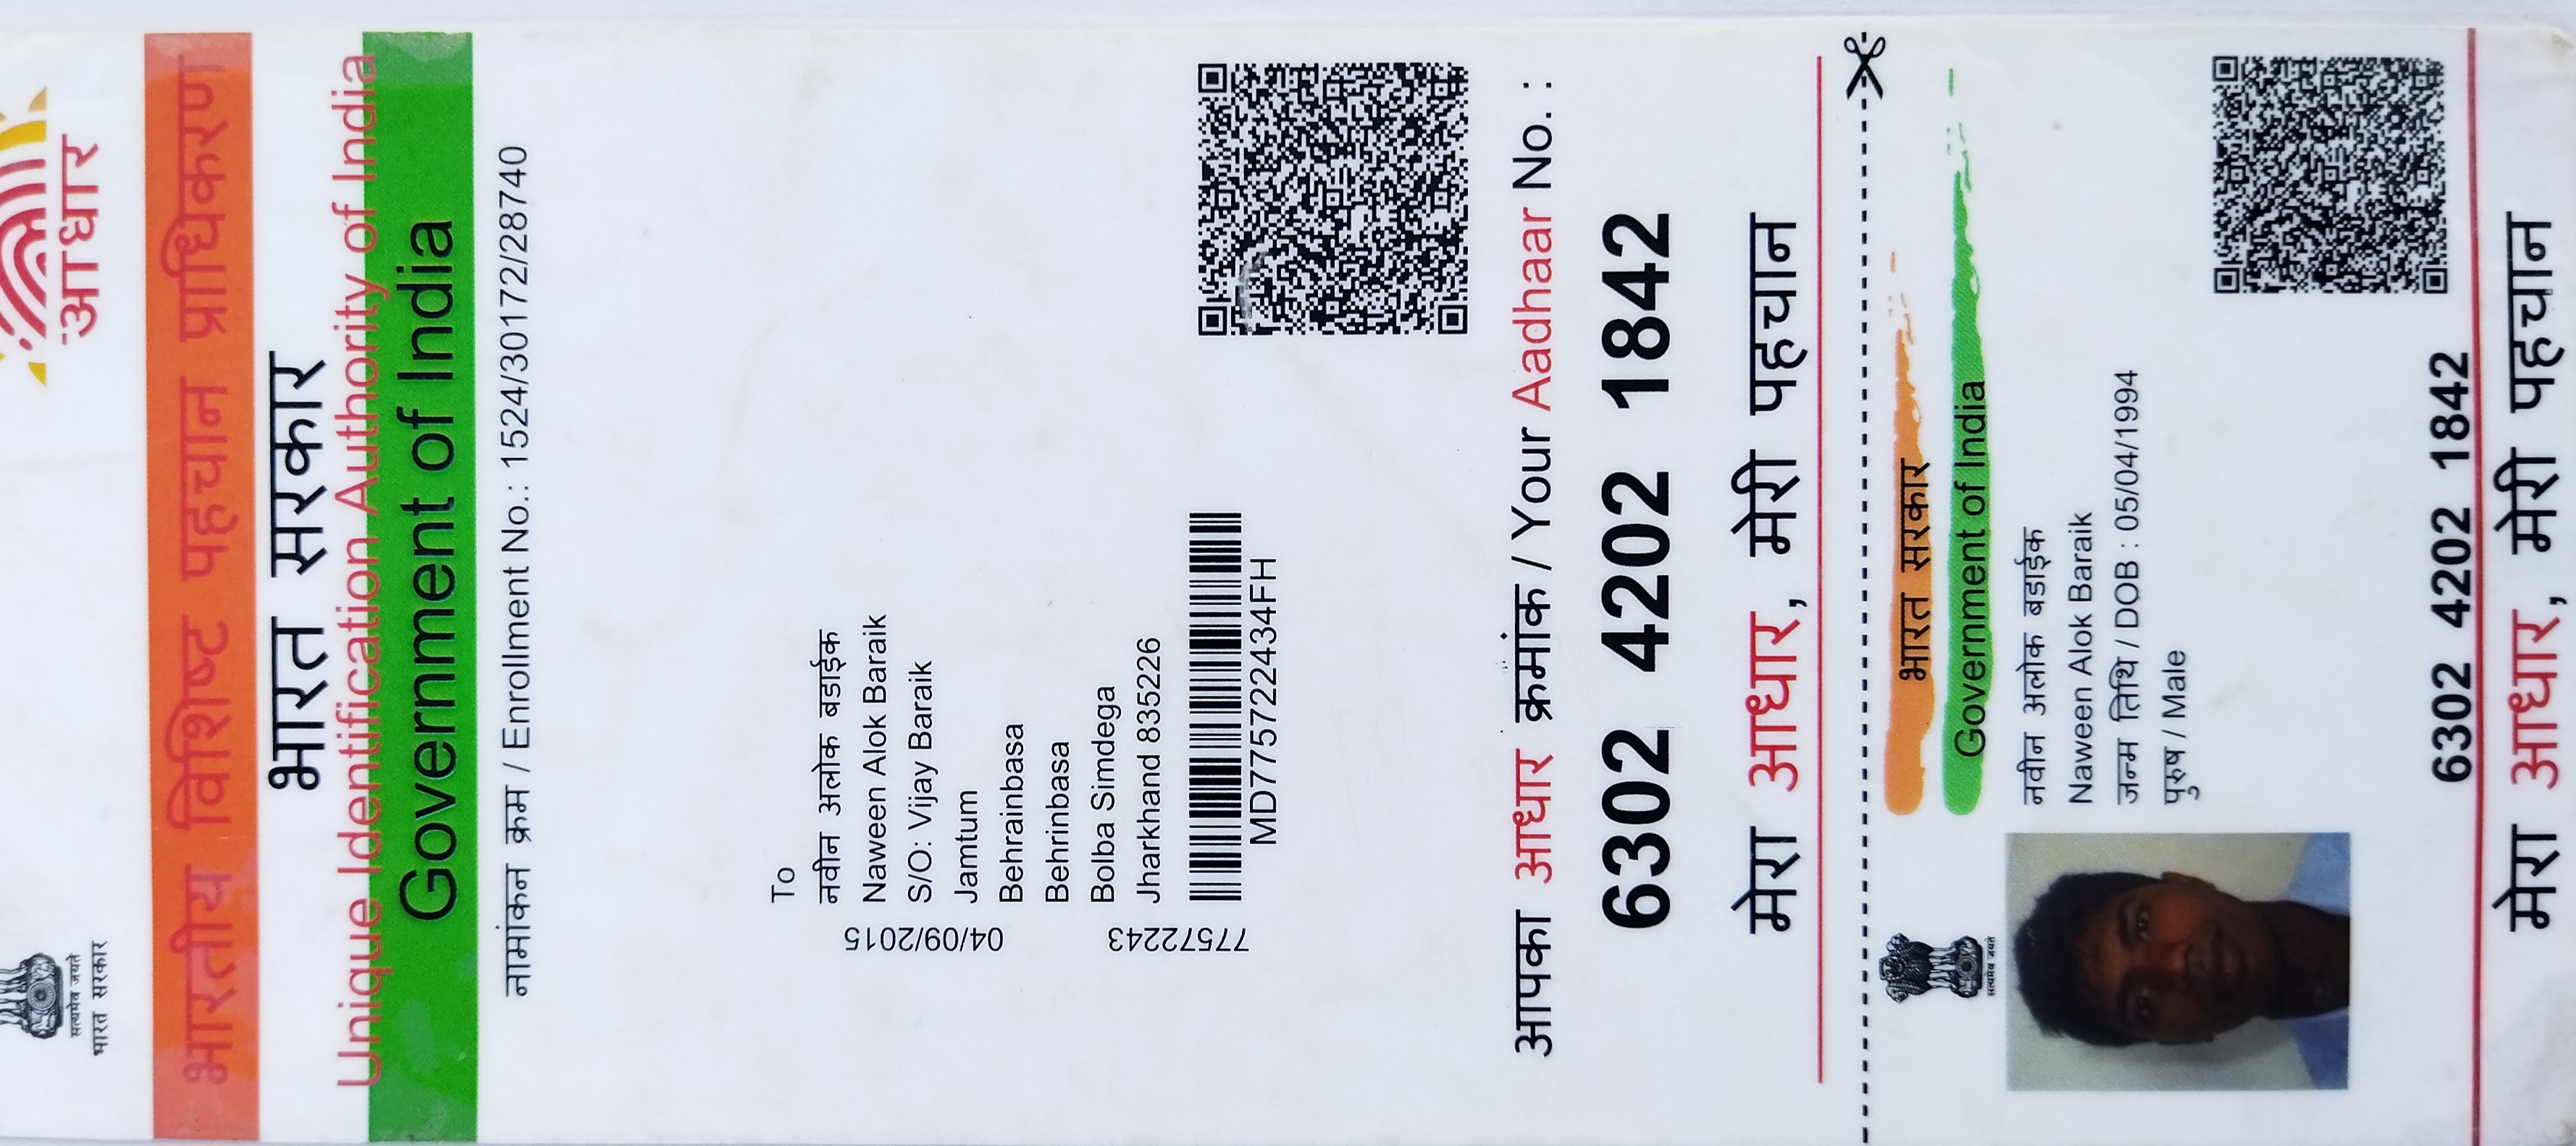 आधार
सत्यमेव जयते
भारत सरकार
भारतीय विशिष्ट पहचान प्राधिकरण
भारत सरकार
Unique Identification Authority of India
Government of India
नामांकन क्रम / Enrollment No.: 1524/30172/28740
To
नवीन अलोक बडाईक
Naween Alok Baraik
S/O: Vijay Baraik
Jamtum
Behrainbasa
Behrinbasa
Bolba Simdega
Jharkhand 835226
04/09/2015
77572243
MD775722434FH
आपका आधार क्रमांक / Your Aadhaar No. :
6302 4202 1842
मेरा आधार, मेरी पहचान
भारत सरकार
Government of India
सत्यमेव जयते
नवीन अलोक बडाईक
Naween Alok Baraik
जन्म तिथि / DOB : 05/04/1994
पुरुष / Male
6302 4202 1842
मेरा आधार, मेरी पहचान